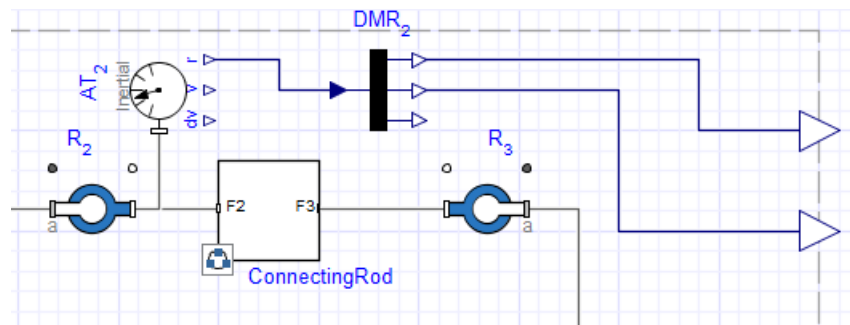 DMR2
AT2
Inertial
r
v
dv
R2
R3
a
F2
F3
a
ConnectingRod